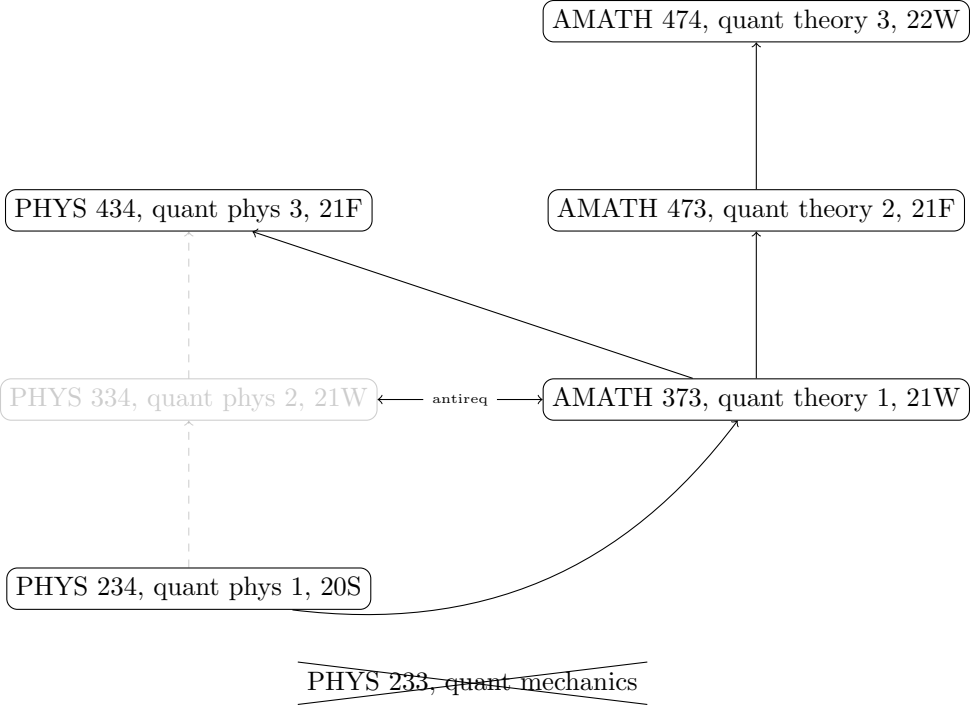 AMATH 474, quant theory 3, 22W
PHYS 434, quant phys 3, 21F
AMATH 473, quant theory 2, 21F
PHYS 334, quant phys 2, 21W
antireq
AMATH 373, quant theory 1, 21W
PHYS 234, quant phys 1, 20S
PHYS 233, quant mechanics